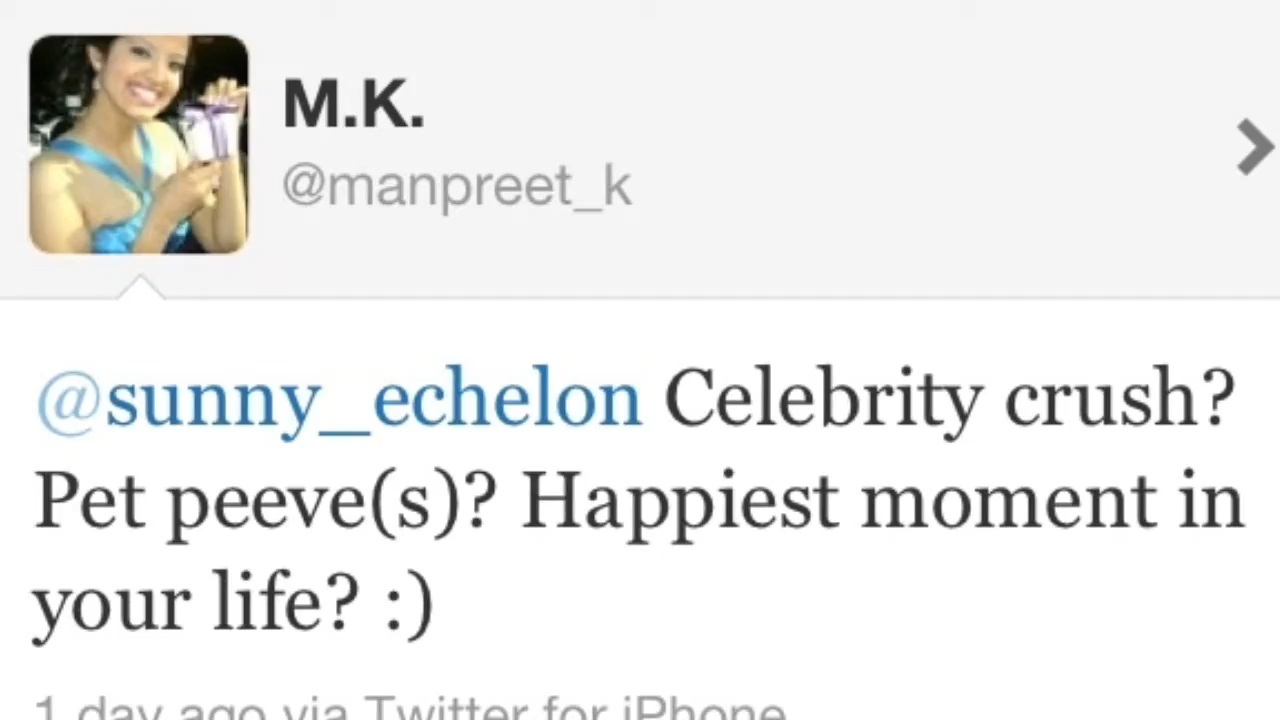 M.K.
@manpreet_k
@sunny_echelon Celebrity crush?
Pet peeve(s)? Happiest moment in
your life? :)
1 day ago via Twitter for iPhone